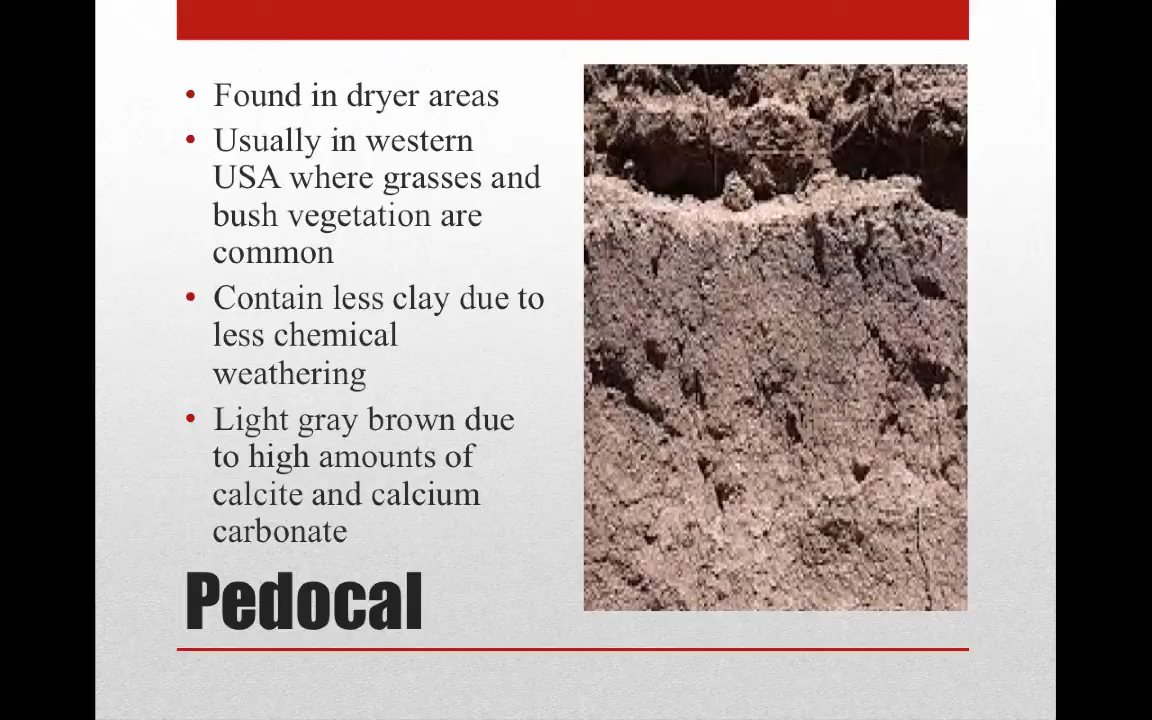 • Found in dryer areas
• Usually in western
USA where grasses and
bush vegetation are
common
• Contain less clay due to
less chemical
weathering
• Light gray brown due
to high amounts of
calcite and calcium
carbonate
Pedocal